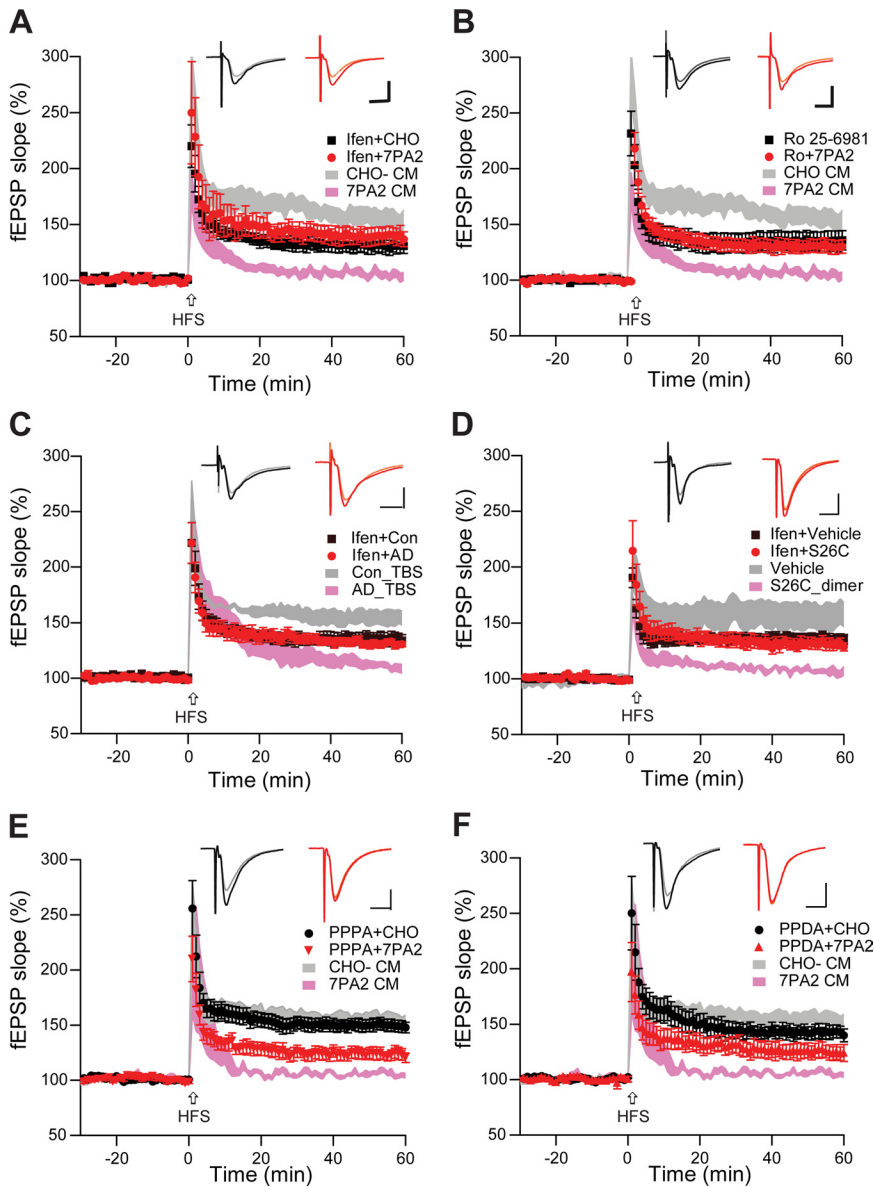 A
fEPSP slope (%)
300
250
200
150
100
50
Ifen+CHO
Ifen+7PA2
CHO- CM
7PA2 CM
HFS
-20 0 20 40 60
Time (min)
B
fEPSP slope (%)
300
250
200
150
100
50
Ro 25-6981
Ro+7PA2
CHO CM
7PA2 CM
HFS
-20 0 20 40 60
Time (min)
C
fEPSP slope (%)
300
250
200
150
100
50
Ifen+Con
Ifen+AD
Con_TBS
AD_TBS
HFS
-20 0 20 40 60
Time (min)
D
fEPSP slope (%)
300
250
200
150
100
50
Ifen+Vehicle
Ifen+S26C
Vehicle
S26C_dimer
HFS
-20 0 20 40 60
Time (min)
E
fEPSP slope (%)
300
250
200
150
100
50
PPPA+CHO
PPPA+7PA2
CHO- CM
7PA2 CM
HFS
-20 0 20 40 60
Time (min)
F
fEPSP slope (%)
300
250
200
150
100
50
PPDA+CHO
PPDA+7PA2
CHO- CM
7PA2 CM
HFS
-20 0 20 40 60
Time (min)